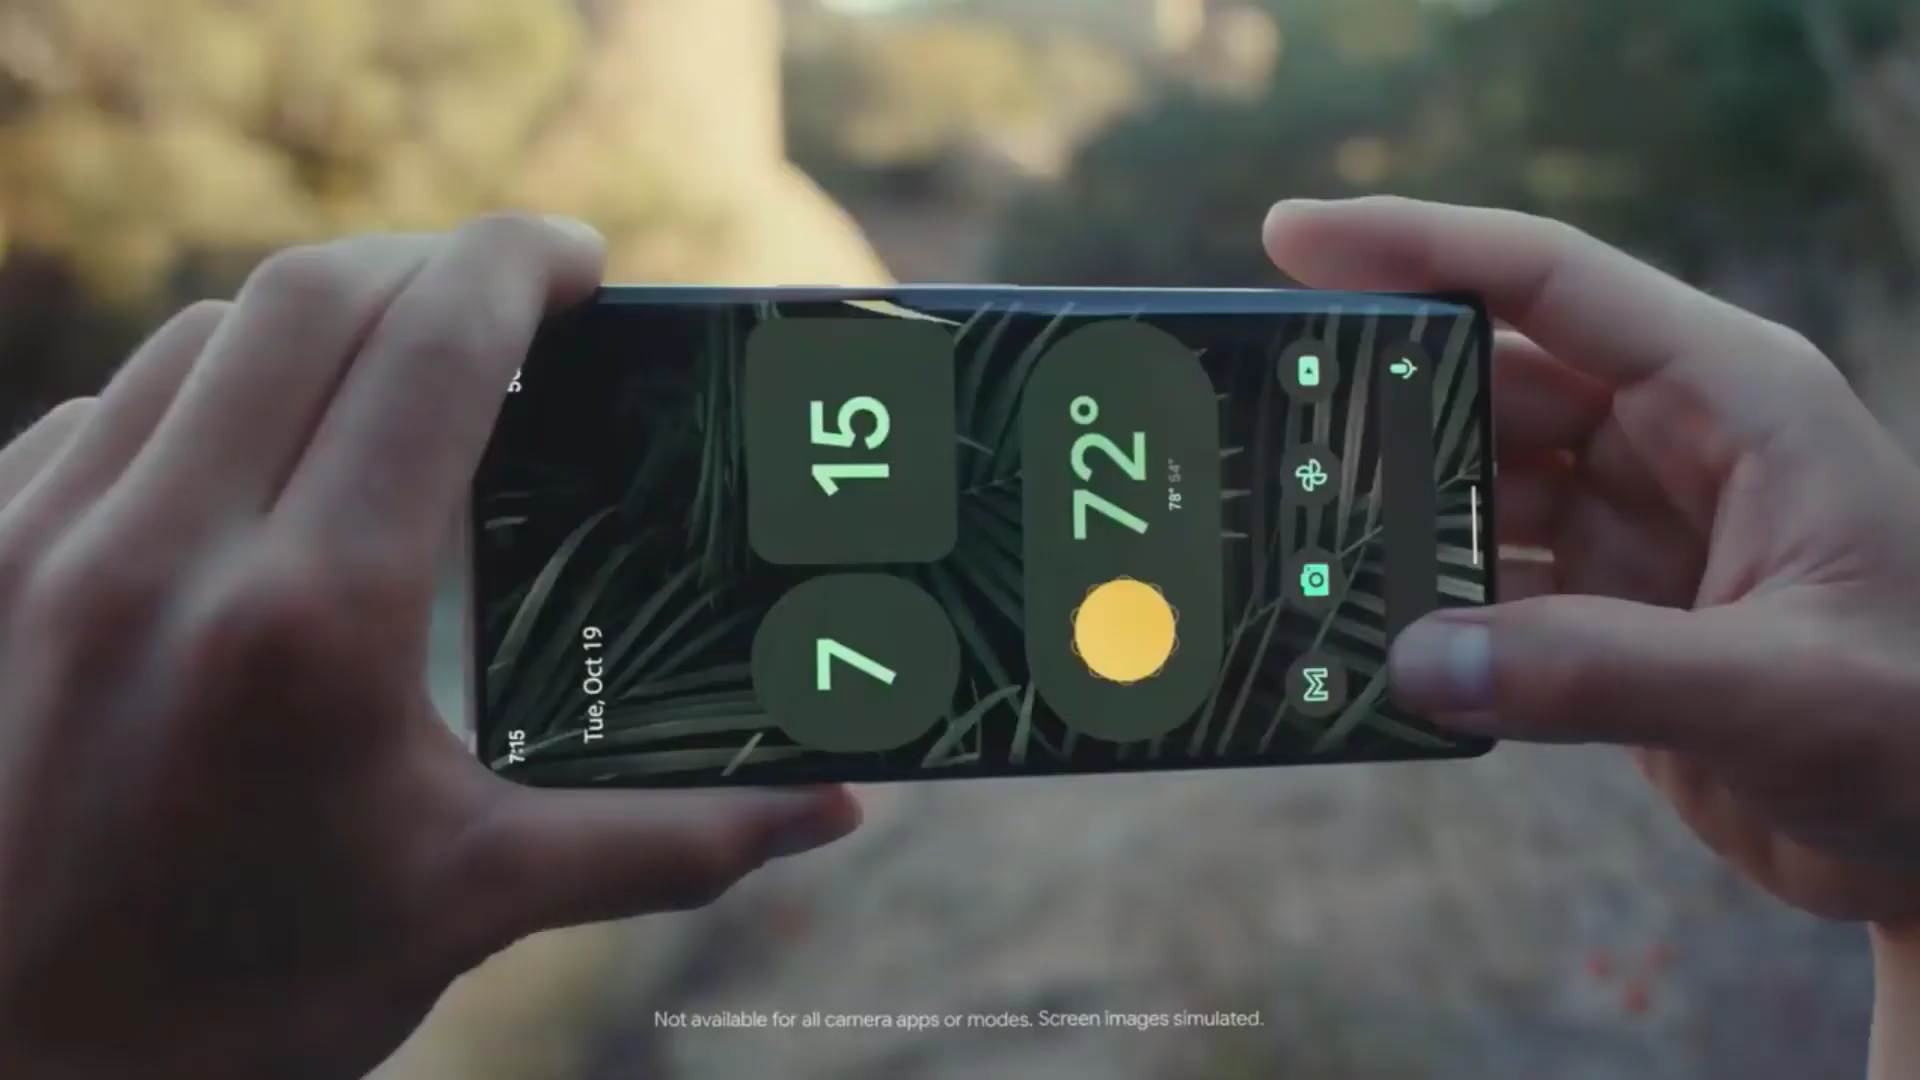 7:15
Tue, Oct 19
7
15
72°
78° 54°
Not available for all camera apps or modes. Screen images simulated.